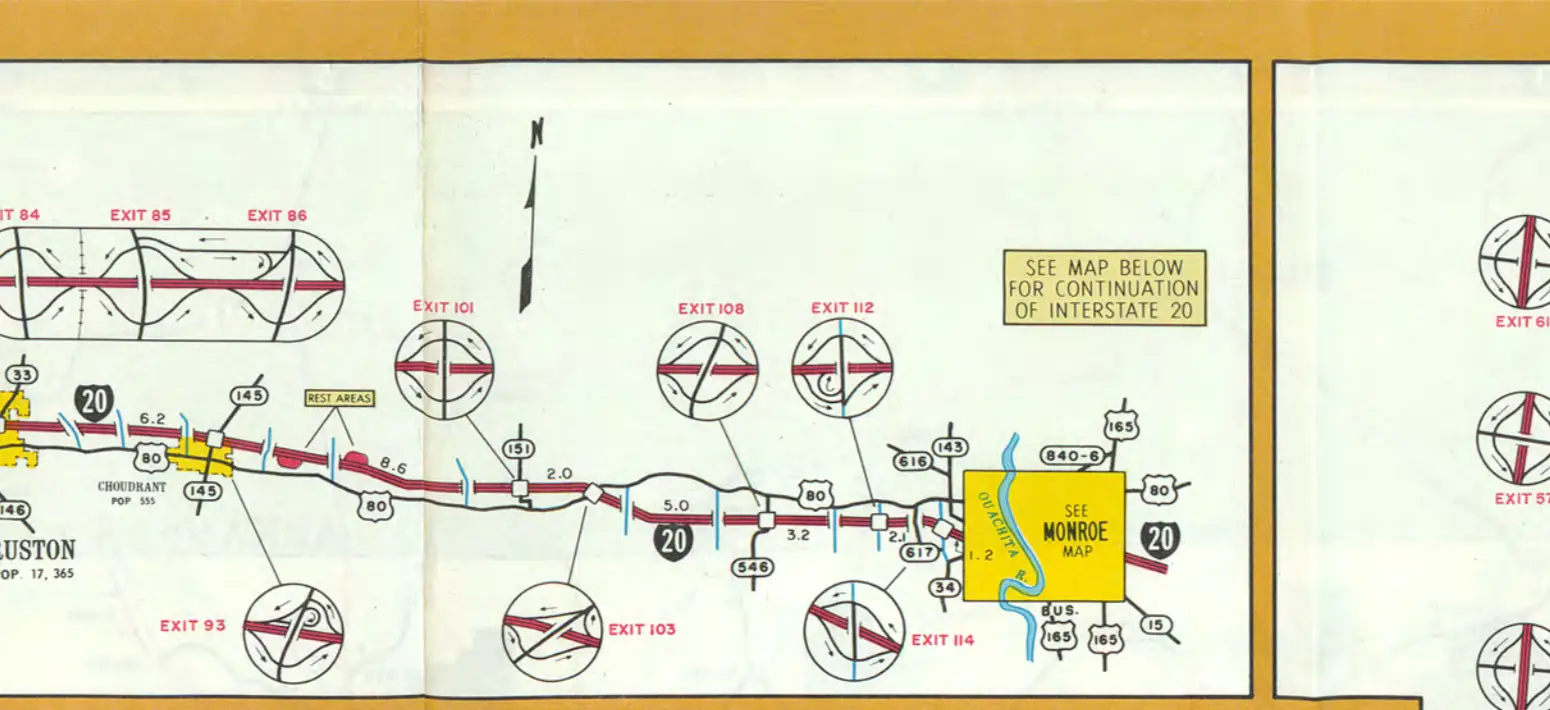 N
IT 84
EXIT 85
EXIT 86
EXIT 101
EXIT 108
EXIT 112
SEE MAP BELOW
FOR CONTINUATION
OF INTERSTATE 20
EXIT 61
33
20
6.2
145
REST AREAS
80
CHOUDRANT
POP 555
145
8.6
80
151
2.0
5.0
20
546
3.2
80
2.1
616
143
617
34
1.2
OUACHITA
R.
SEE
MONROE
MAP
840-6
165
80
20
15
BUS.
165
165
146
RUSTON
OP. 17, 365
EXIT 93
EXIT 103
EXIT 114
EXIT 57